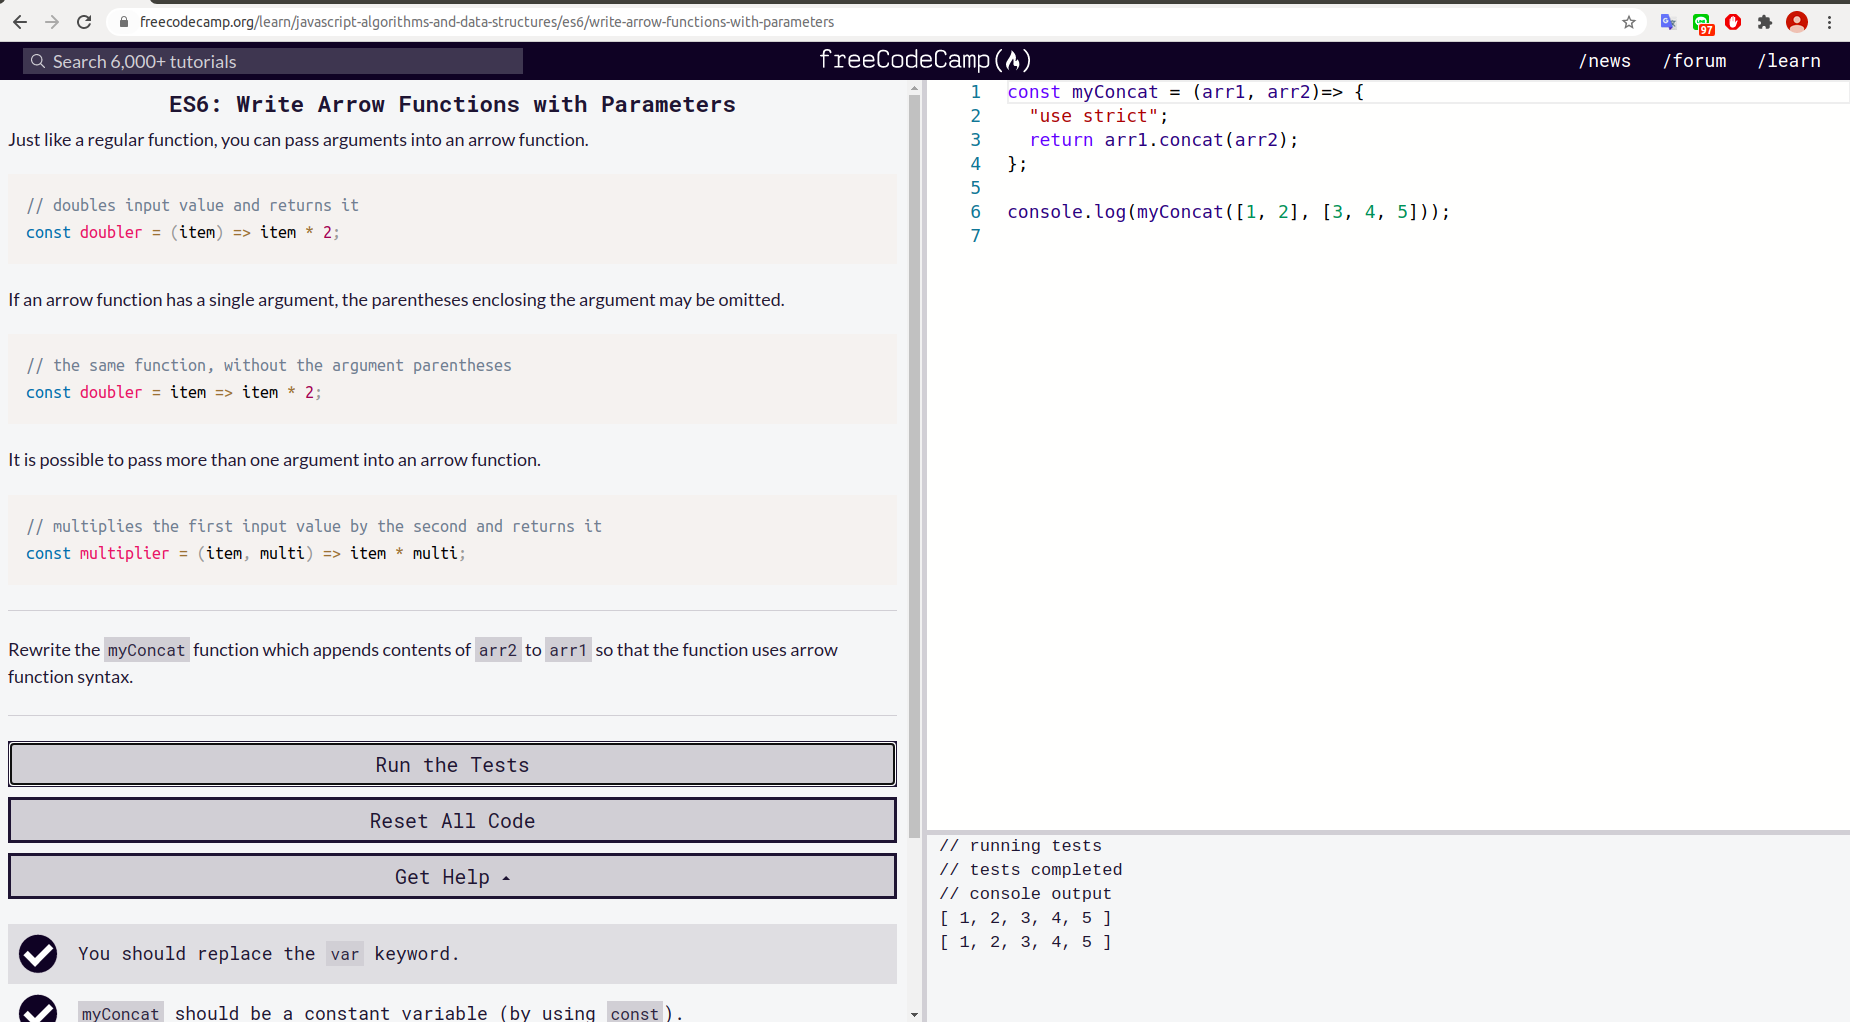 freecodecamp.org/learn/javascript-algorithms-and-data-structures/es6/write-arrow-functions-with-parameters
97
Search 6,000+ tutorials
freeCodeCamp(🔥)
/news /forum /learn
ES6: Write Arrow Functions with Parameters
Just like a regular function, you can pass arguments into an arrow function.
// doubles input value and returns it
const doubler = (item) => item * 2;
If an arrow function has a single argument, the parentheses enclosing the argument may be omitted.
// the same function, without the argument parentheses
const doubler = item => item * 2;
It is possible to pass more than one argument into an arrow function.
// multiplies the first input value by the second and returns it
const multiplier = (item, multi) => item * multi;
Rewrite the myConcat function which appends contents of arr2 to arr1 so that the function uses arrow
function syntax.
Run the Tests
Reset All Code
Get Help
You should replace the var keyword.
myConcat should be a constant variable (by using const).
1 const myConcat = (arr1, arr2)=> {
2 "use strict";
3 return arr1.concat(arr2);
4 };
5
6 console.log(myConcat([1, 2], [3, 4, 5]));
7
// running tests
// tests completed
// console output
[ 1, 2, 3, 4, 5 ]
[ 1, 2, 3, 4, 5 ]